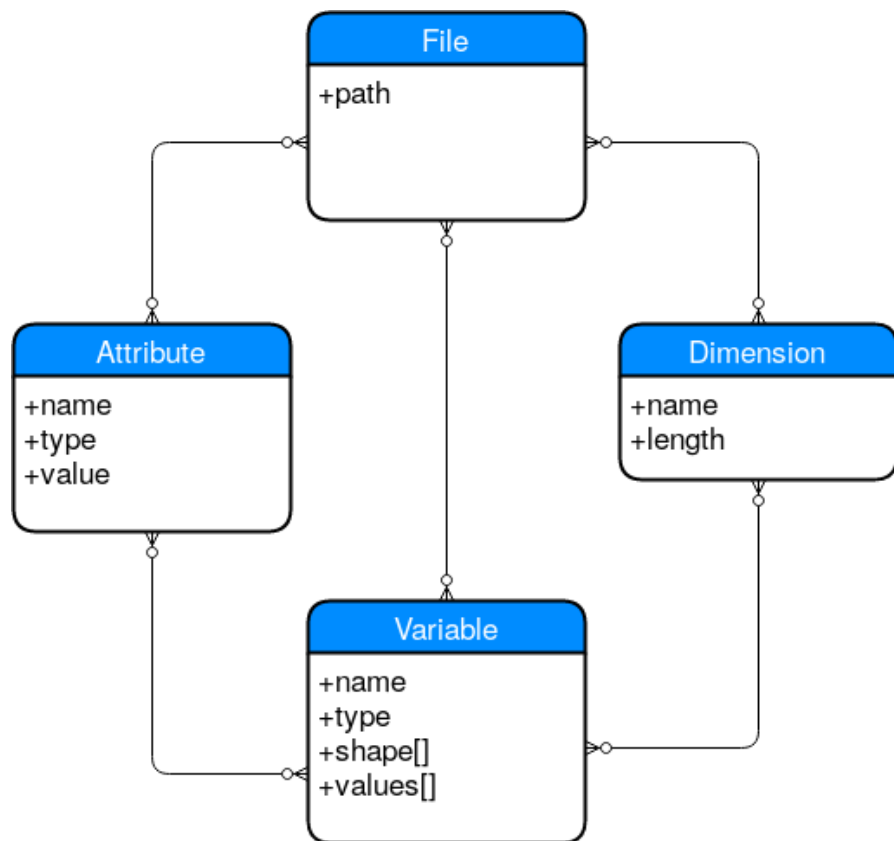 File
+path
Attribute
+name
+type
+value
Dimension
+name
+length
Variable
+name
+type
+shape[]
+values[]